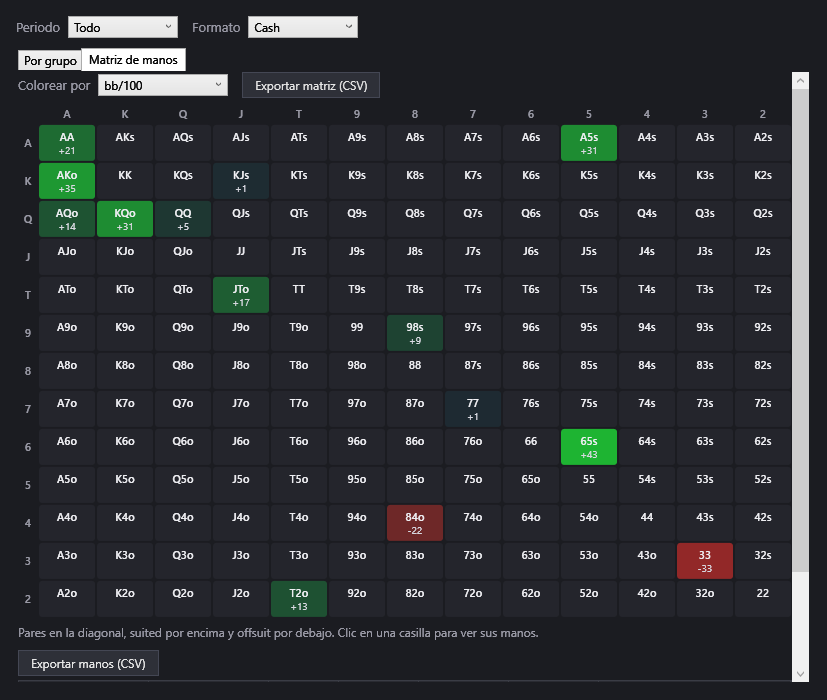 Periodo Todo Formato Cash
Por grupo Matriz de manos
Colorear por bb/100 Exportar matriz (CSV)
A K Q J T 9 8 7 6 5 4 3 2
A AA AKs AQs AJs ATs A9s A8s A7s A6s A5s A4s A3s A2s
+21 +31
K AKo KK KQs KJs KTs K9s K8s K7s K6s K5s K4s K3s K2s
+35 +1
Q AQo KQo QQ QJs QTs Q9s Q8s Q7s Q6s Q5s Q4s Q3s Q2s
+14 +31 +5
J AJo KJo QJo JJ JTs J9s J8s J7s J6s J5s J4s J3s J2s
T ATo KTo QTo JTo TT T9s T8s T7s T6s T5s T4s T3s T2s
+17
9 A9o K9o Q9o J9o T9o 99 98s 97s 96s 95s 94s 93s 92s
+9
8 A8o K8o Q8o J8o T8o 98o 88 87s 86s 85s 84s 83s 82s
7 A7o K7o Q7o J7o T7o 97o 87o 77 76s 75s 74s 73s 72s
+1
6 A6o K6o Q6o J6o T6o 96o 86o 76o 66 65s 64s 63s 62s
+43
5 A5o K5o Q5o J5o T5o 95o 85o 75o 65o 55 54s 53s 52s
4 A4o K4o Q4o J4o T4o 94o 84o 74o 64o 54o 44 43s 42s
-22
3 A3o K3o Q3o J3o T3o 93o 83o 73o 63o 53o 43o 33 32s
-33
2 A2o K2o Q2o J2o T2o 92o 82o 72o 62o 52o 42o 32o 22
+13
Pares en la diagonal, suited por encima y offsuit por debajo. Clic en una casilla para ver sus manos.
Exportar manos (CSV)